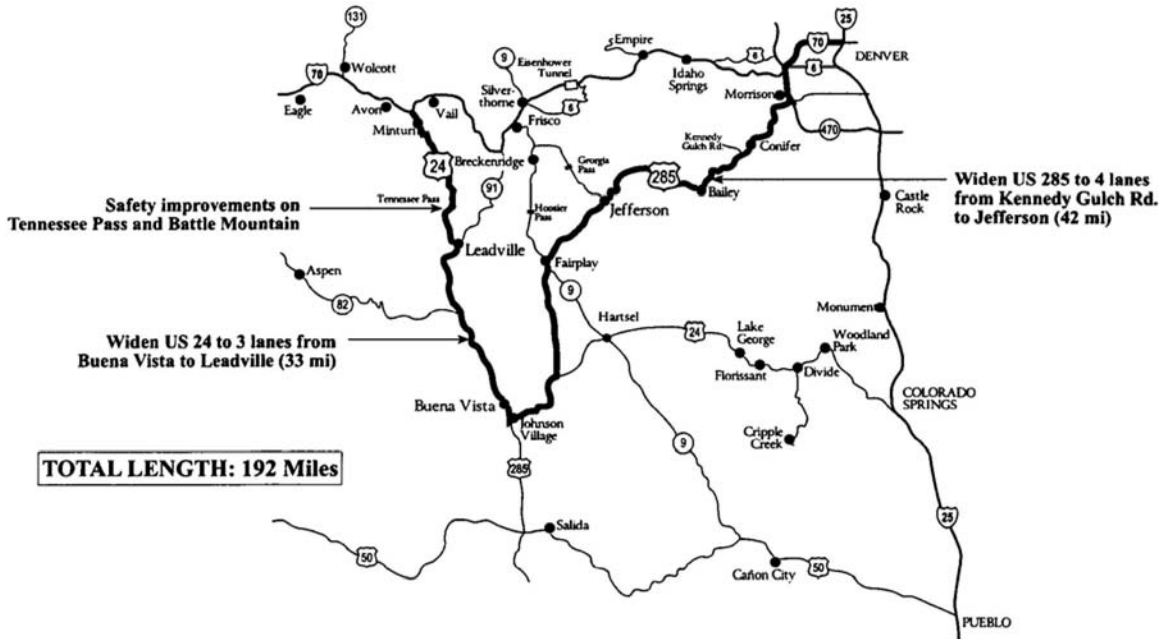 131
25
9
Empire
70
6
Eisenhower
Tunnel
6
DENVER
Wolcott
70
Idaho
Springs
Silver-
thorne
6
Morrison
Eagle
Avon
Vail
Frisco
470
Minturn
Kennedy
Gulch Rd.
Conifer
24
Breckenridge
Georgia
Pass
285
91
Bailey
Widen US 285 to 4 lanes
from Kennedy Gulch Rd.
to Jefferson (42 mi)
Tennessee Pass
Safety improvements on
Tennessee Pass and Battle Mountain
Hoosier
Pass
Jefferson
Castle
Rock
Leadville
Aspen
Fairplay
82
9
Monument
Hartsel
24
Lake
George
Woodland
Park
Widen US 24 to 3 lanes from
Buena Vista to Leadville (33 mi)
Florissant
Divide
Buena Vista
COLORADO
SPRINGS
Johnson
Village
Cripple
Creek
9
TOTAL LENGTH: 192 Miles
285
25
Salida
50
Cañon City
50
PUEBLO